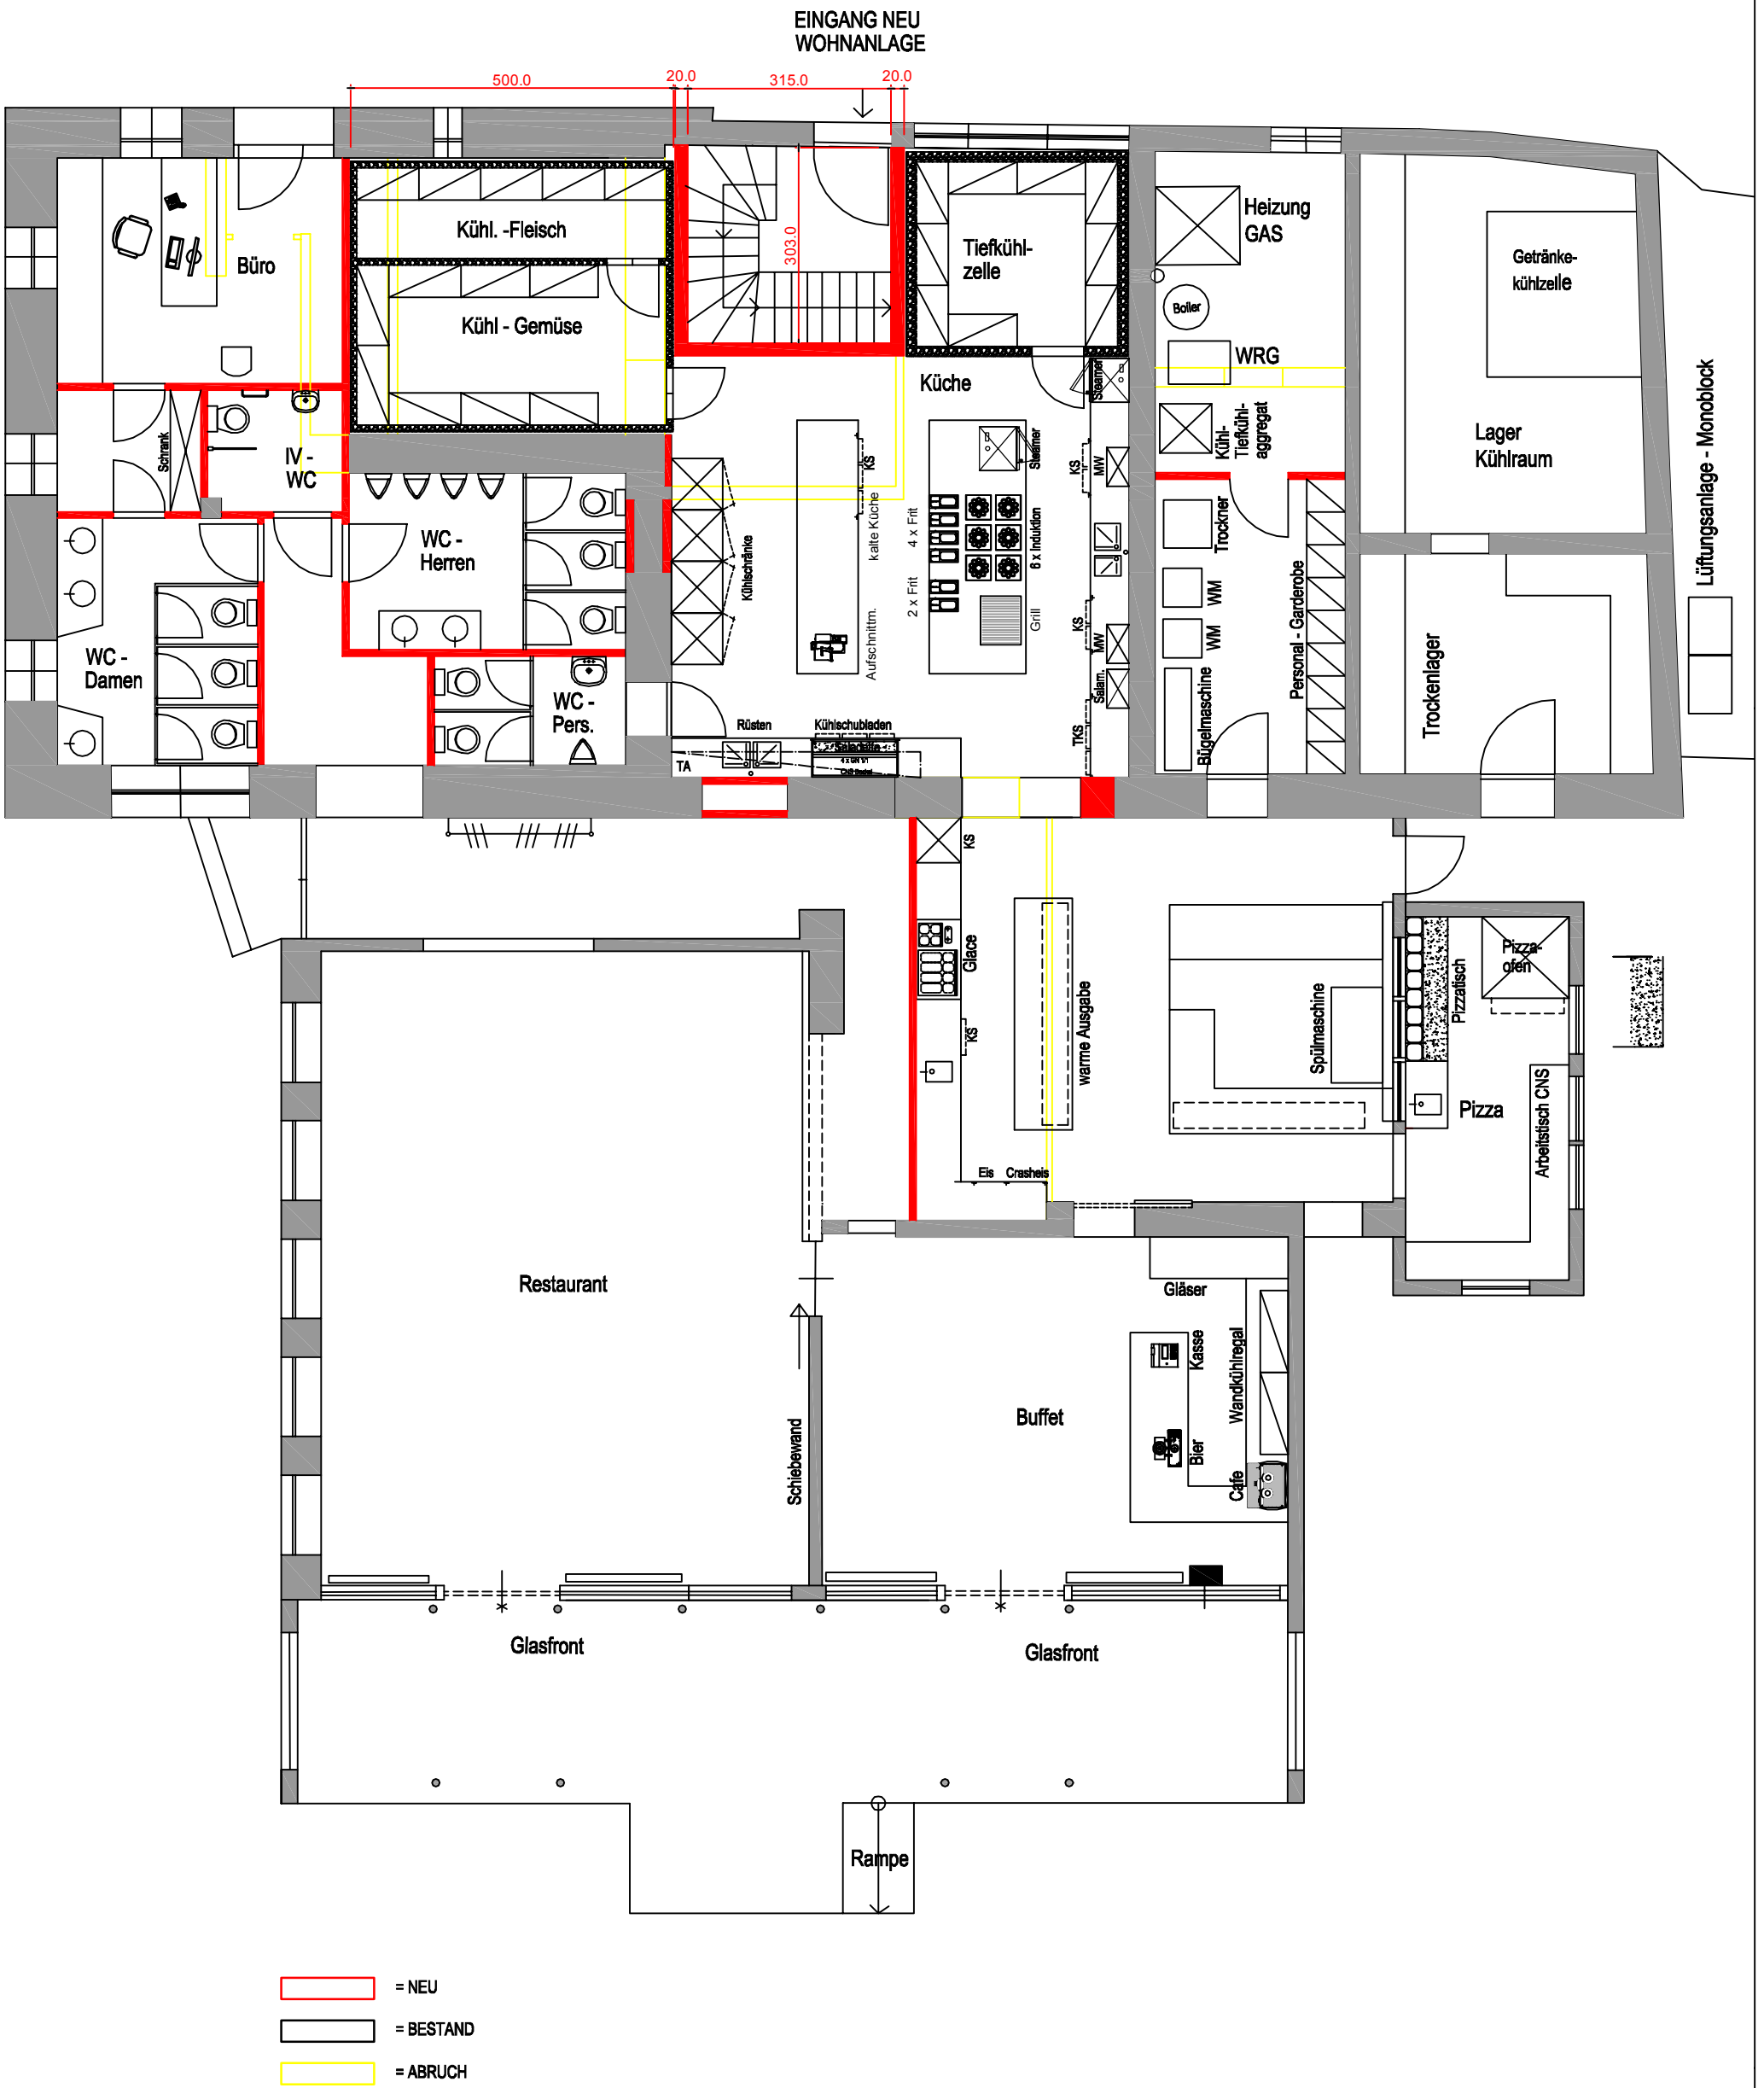 EINGANG NEU
WOHNANLAGE
500.0
20.0
315.0
20.0
303.0
Büro
Kühl. -Fleisch
Kühl - Gemüse
Tiefkühl-
zelle
Heizung
GAS
Boiler
WRG
Kühl-
Tiefkühl-
aggregat
Getränke-
kühlzelle
Lager
Kühlraum
Lüftungsanlage - Monoblock
Schrank
IV -
WC
WC -
Herren
WC -
Damen
WC -
Pers.
Küche
Kühlschränke
KS
kalte Küche
Aufschnittm.
4 x Frit
2 x Frit
Steamer
6 x Induktion
Grill
Steamer
KS
MW
KS
MW
Salam.
TKS
Trockner
WM
WM
Bügelmaschine
Personal - Garderobe
Trockenlager
Rüsten
Kühlschubladen
Saladette
4 x GN 1/1
TA
KS
Glace
KS
warme Ausgabe
Eis
Crasheis
Spülmaschine
Pizzatisch
Pizza-
ofen
Pizza
Arbeitstisch CNS
Restaurant
Schiebewand
Buffet
Gläser
Kasse
Wandkühlregal
Bier
Cafe
Glasfront
Glasfront
Rampe
= NEU
= BESTAND
= ABRUCH